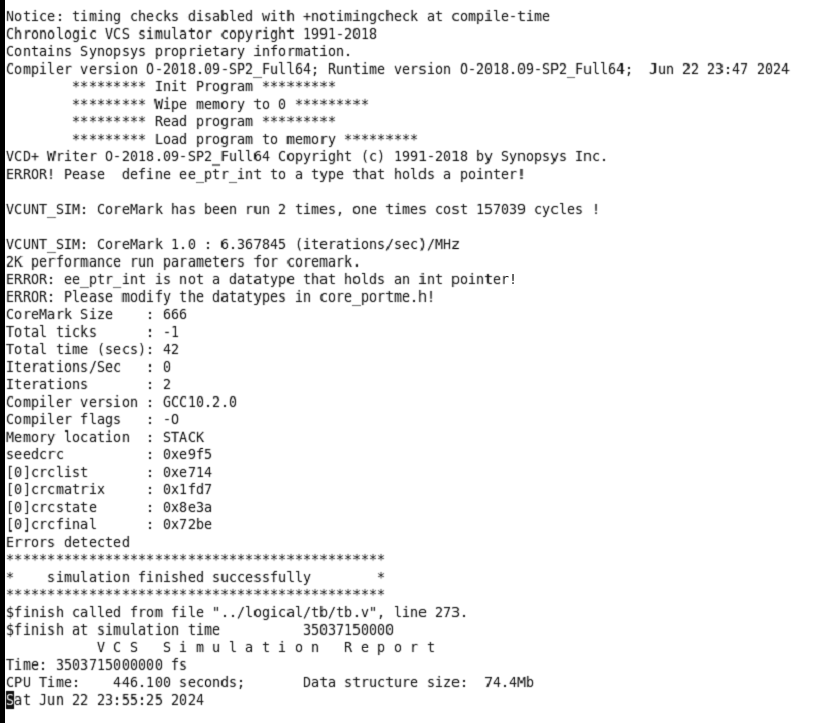 Notice: timing checks disabled with +notimingcheck at compile-time
Chronologic VCS simulator copyright 1991-2018
Contains Synopsys proprietary information.
Compiler version O-2018.09-SP2_Full64; Runtime version O-2018.09-SP2_Full64;  Jun 22 23:47 2024
        ********* Init Program *********
        ********* Wipe memory to 0 *********
        ********* Read program *********
        ********* Load program to memory *********
VCD+ Writer O-2018.09-SP2_Full64 Copyright (c) 1991-2018 by Synopsys Inc.
ERROR! Pease  define ee_ptr_int to a type that holds a pointer!

VCUNT_SIM: CoreMark has been run 2 times, one times cost 157039 cycles !

VCUNT_SIM: CoreMark 1.0 : 6.367845 (iterations/sec)/MHz
2K performance run parameters for coremark.
ERROR: ee_ptr_int is not a datatype that holds an int pointer!
ERROR: Please modify the datatypes in core_portme.h!
CoreMark Size    : 666
Total ticks      : -1
Total time (secs): 42
Iterations/Sec   : 0
Iterations       : 2
Compiler version : GCC10.2.0
Compiler flags   : -O
Memory location  : STACK
seedcrc          : 0xe9f5
[0]crclist       : 0xe714
[0]crcmatrix     : 0x1fd7
[0]crcstate      : 0x8e3a
[0]crcfinal      : 0x72be
Errors detected
**********************************************
*    simulation finished successfully        *
**********************************************
$finish called from file "../logical/tb/tb.v", line 273.
$finish at simulation time          35037150000
           V C S   S i m u l a t i o n   R e p o r t
Time: 3503715000000 fs
CPU Time:    446.100 seconds;       Data structure size:  74.4Mb
Sat Jun 22 23:55:25 2024